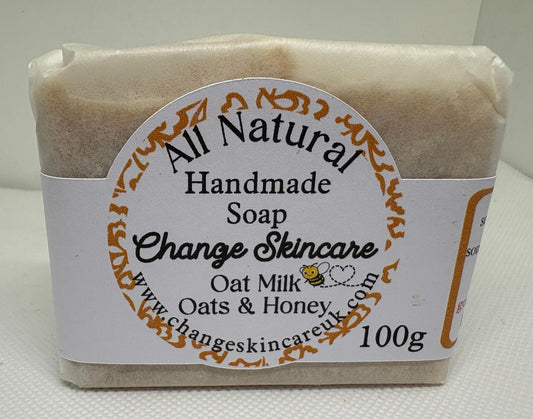 All Natural
Handmade
Soap
Change Skincare
Oat Milk
Oats & Honey
www.changeskincareuk.com
100g